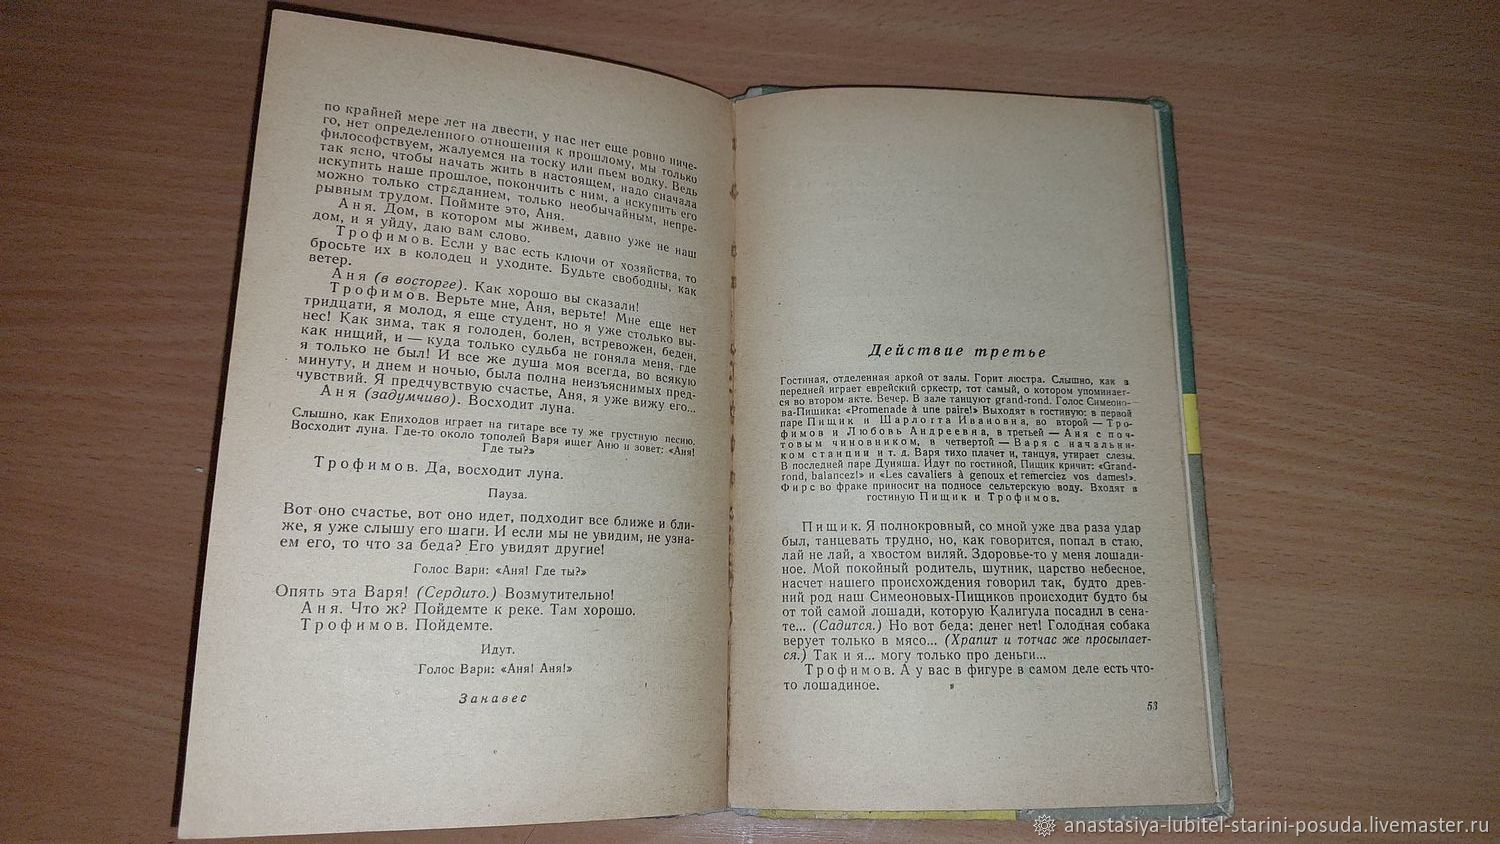 по крайней мере лет на двести, у нас нет еще ровно ниче-
го, нет определенного отношения к прошлому, мы только
философствуем, жалуемся на тоску или пьем водку. Ведь
так ясно, чтобы начать жить в настоящем, надо сначала
искупить наше прошлое, покончить с ним, а искупить его
можно только страданием, только необычайным, непре-
рывным трудом. Поймите это, Аня.
Аня. Дом, в котором мы живем, давно уже не наш
дом, и я уйду, даю вам слово.
Трофимов. Если у вас есть ключи от хозяйства, то
бросьте их в колодец и уходите. Будьте свободны, как
ветер.
Аня (в восторге). Как хорошо вы сказали!
Трофимов. Верьте мне, Аня, верьте! Мне еще нет
тридцати, я молод, я еще студент, но я уже столько вы-
нес! Как зима, так я голоден, болен, встревожен, беден,
как нищий, и — куда только судьба не гоняла меня, где
я только не был! И все же душа моя всегда, во всякую
минуту, и днем и ночью, была полна неизъяснимых пред-
чувствий. Я предчувствую счастье, Аня, я уже вижу его...
Аня (задумчиво). Восходит луна.
Слышно, как Епиходов играет на гитаре все ту же грустную песню.
Восходит луна. Где-то около тополей Варя ищет Аню и зовет: «Аня!
Где ты?»
Трофимов. Да, восходит луна.
Пауза.
Вот оно счастье, вот оно идет, подходит все ближе и бли-
же, я уже слышу его шаги. И если мы не увидим, не узна-
ем его, то что за беда? Его увидят другие!
Голос Вари: «Аня! Где ты?»
Опять эта Варя! (Сердито.) Возмутительно!
Аня. Что ж? Пойдемте к реке. Там хорошо.
Трофимов. Пойдемте.
Идут.
Голос Вари: «Аня! Аня!»
Занавес
Действие третье
Гостиная, отделенная аркой от залы. Горит люстра. Слышно, как в
передней играет еврейский оркестр, тот самый, о котором упоминает-
ся во втором акте. Вечер. В зале танцуют grand-rond. Голос Симеоно-
ва-Пищика: «Promenade à une paire!» Выходят в гостиную: в первой
паре Пищик и Шарлотта Ивановна, во второй — Тро-
фимов и Любовь Андреевна, в третьей — Аня с поч-
товым чиновником, в четвертой — Варя с начальни-
ком станции и т. д. Варя тихо плачет и, танцуя, утирает слезы.
В последней паре Дуняша. Идут по гостиной, Пищик кричит: «Grand-
rond, balancez!» и «Les cavaliers à genoux et remerciez vos dames!».
Фирс во фраке приносит на подносе сельтерскую воду. Входят в
гостиную Пищик и Трофимов.
Пищик. Я полнокровный, со мной уже два раза удар
был, танцевать трудно, но, как говорится, попал в стаю,
лай не лай, а хвостом виляй. Здоровье-то у меня лошади-
ное. Мой покойный родитель, шутник, царство небесное,
насчет нашего происхождения говорил так, будто древ-
ний род наш Симеоновых-Пищиков происходит будто бы
от той самой лошади, которую Калигула посадил в сена-
те... (Садится.) Но вот беда: денег нет! Голодная собака
верует только в мясо... (Храпит и тотчас же просыпает-
ся.) Так и я... могу только про деньги...
Трофимов. А у вас в фигуре в самом деле есть что-
то лошадиное.
53
anastasiya-lubitel-starini-posuda.livemaster.ru